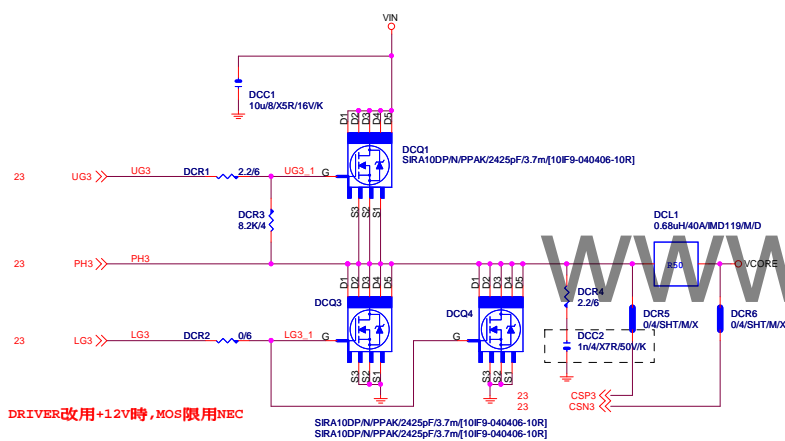 VIN
DCC1
10u/8/X5R/16V/K
D1 D2 D3 D4 D5
DCQ1
SIRA10DP/N/PPAK/2425pF/3.7m/[10IF9-040406-10R]
23 UG3 UG3 DCR1 2.2/6 UG3_1 G
S3 S2 S1
DCR3
8.2K/4
DCL1
0.68uH/40A/IMD119/M/D
23 PH3 PH3
WWW
R50
VCORE
D1 D2 D3 D4 D5
D1 D2 D3 D4 D5
DCR4
2.2/6
DCQ3
DCQ4
DCR5
0/4/SHT/M/X
DCR6
0/4/SHT/M/X
23 LG3 LG3 DCR2 0/6 LG3_1 G
G
DCC2
1n/4/X7R/50V/K
S3 S2 S1
S3 S2 S1
23 CSP3
23 CSN3
DRIVER改用+12V時,MOS限用NEC
SIRA10DP/N/PPAK/2425pF/3.7m/[10IF9-040406-10R]
SIRA10DP/N/PPAK/2425pF/3.7m/[10IF9-040406-10R]